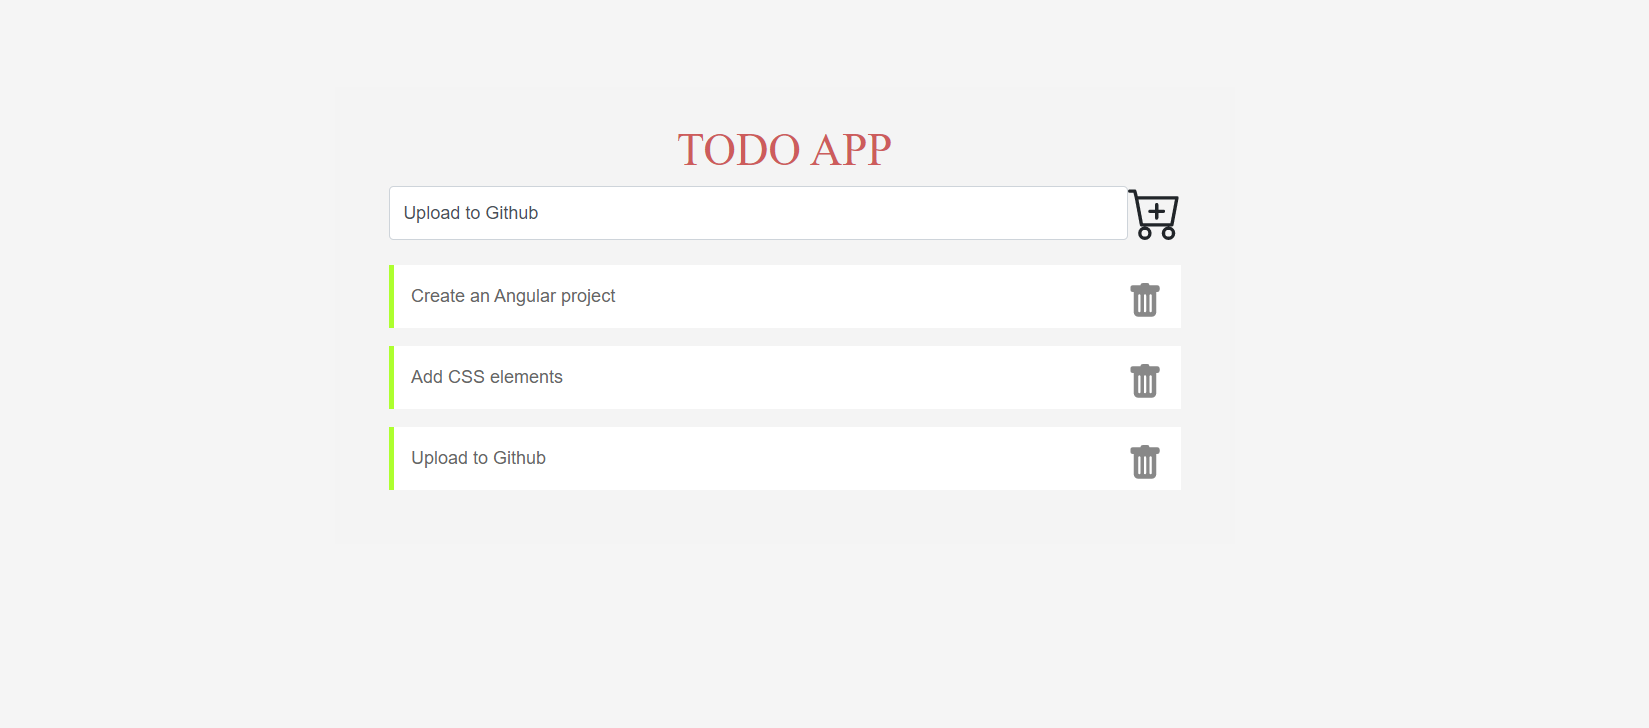 TODO APP
Upload to Github
Create an Angular project
Add CSS elements
Upload to Github